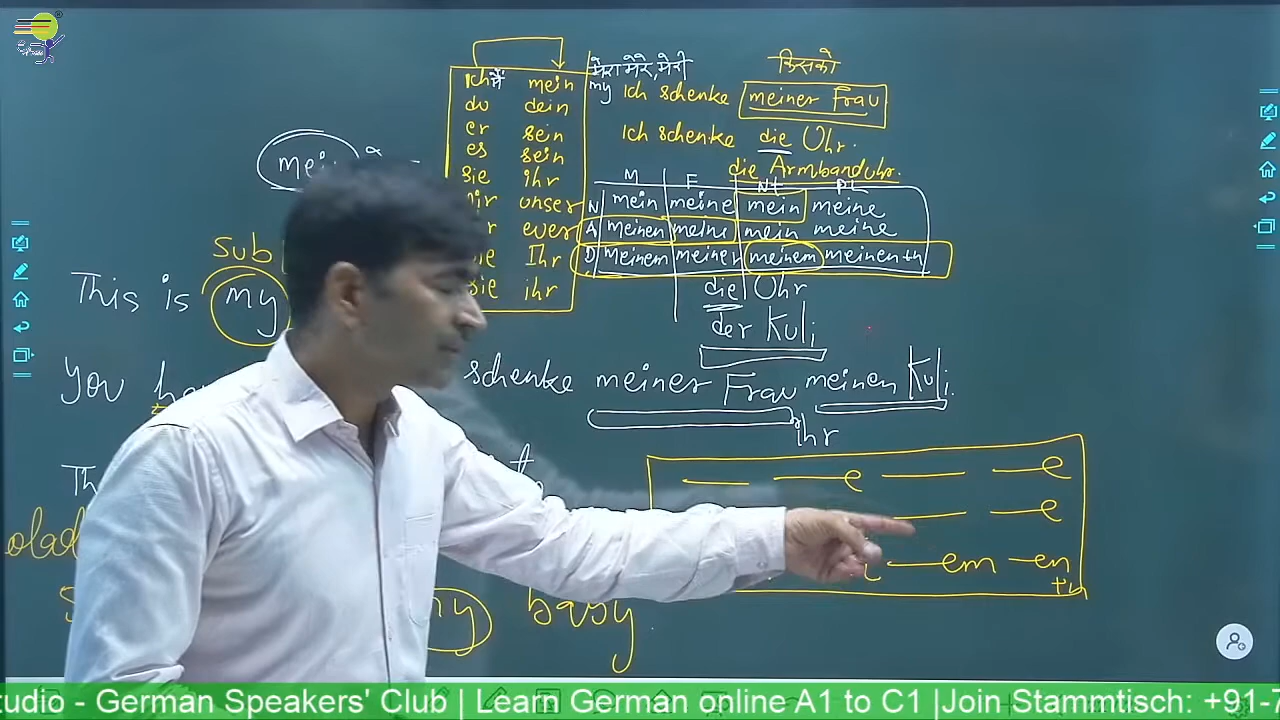 मेरा मेरे, मेरी किसको
ich में mein my Ich schenke meiner Frau
du dein
er sein Ich schenke die Uhr.
es sein
mein die Armbanduhr.
sie ihr M F Nt PL
unser N mein meine mein meine
euer A meinen meine mein meine
sub Ihr D meinem meiner meinem meinen +n
sie ihr die Uhr
This is my
der Kuli
You schenke meiner Frau meinen Kuli.
ihr
e e
e
em en
+n
my baby.
German Speakers' Club | Learn German online A1 to C1 |Join Stammtisch: +91-7